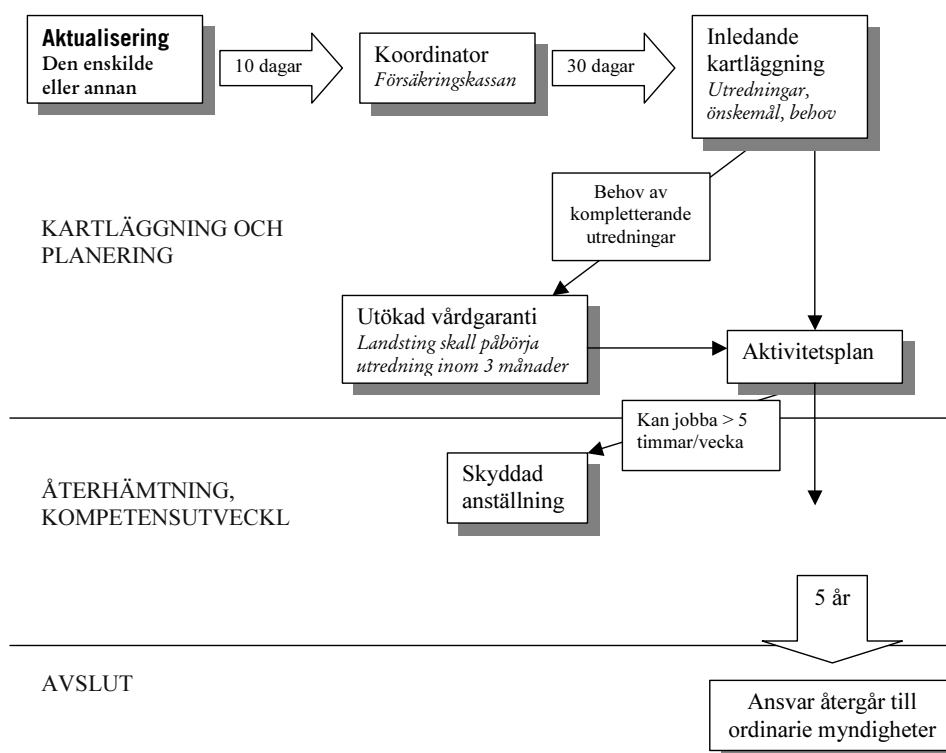 Aktualisering
Den enskilde
eller annan
10 dagar
Koordinator
Försäkringskassan
30 dagar
Inledande
kartläggning
Utredningar,
önskemål, behov
Behov av
kompletterande
utredningar
KARTLÄGGNING OCH
PLANERING
Utökad vårdgaranti
Landsting skall påbörja
utredning inom 3 månader
Aktivitetsplan
Kan jobba > 5
timmar/vecka
ÅTERHÄMTNING,
KOMPETENSUTVECKL
Skyddad
anställning
5 år
AVSLUT
Ansvar återgår till
ordinarie myndigheter